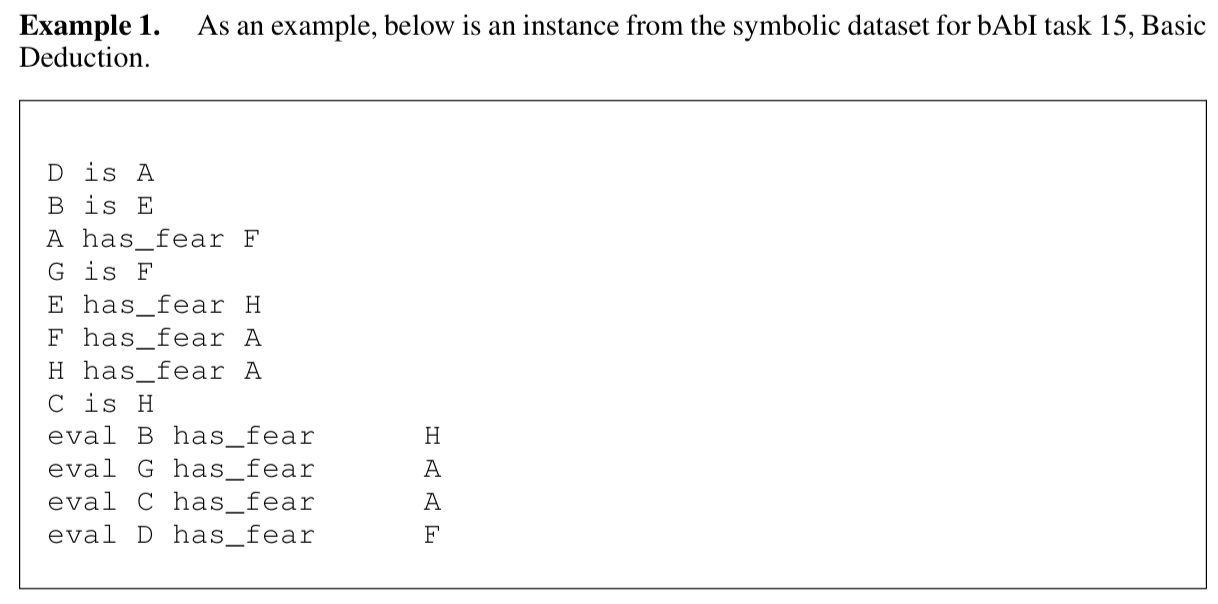 Example 1. As an example, below is an instance from the symbolic dataset for bAbI task 15, Basic
Deduction.
D is A
B is E
A has_fear F
G is F
E has_fear H
F has_fear A
H has_fear A
C is H
eval B has_fear H
eval G has_fear A
eval C has_fear A
eval D has_fear F